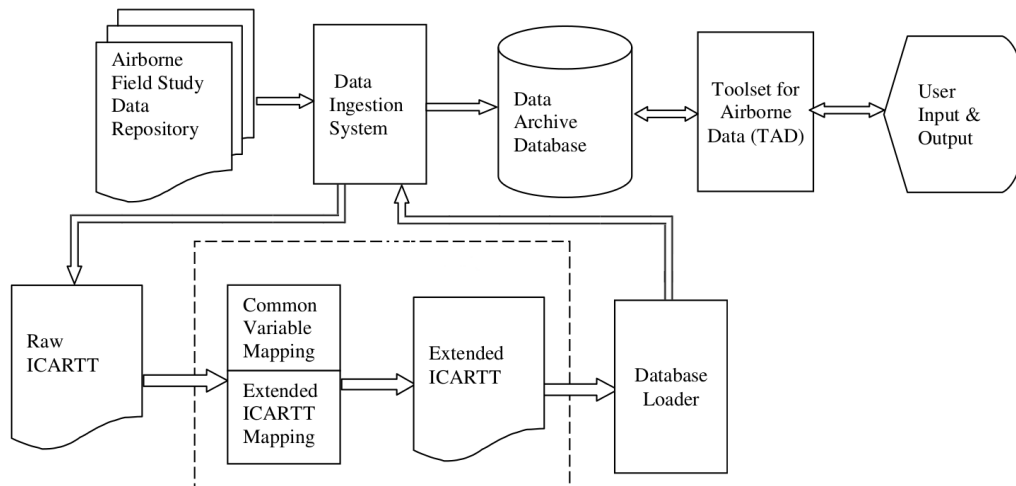 Airborne
Field Study
Data
Repository
Data
Ingestion
System
Data
Archive
Database
Toolset for
Airborne
Data (TAD)
User
Input &
Output
Raw
ICARTT
Common
Variable
Mapping
Extended
ICARTT
Mapping
Extended
ICARTT
Database
Loader